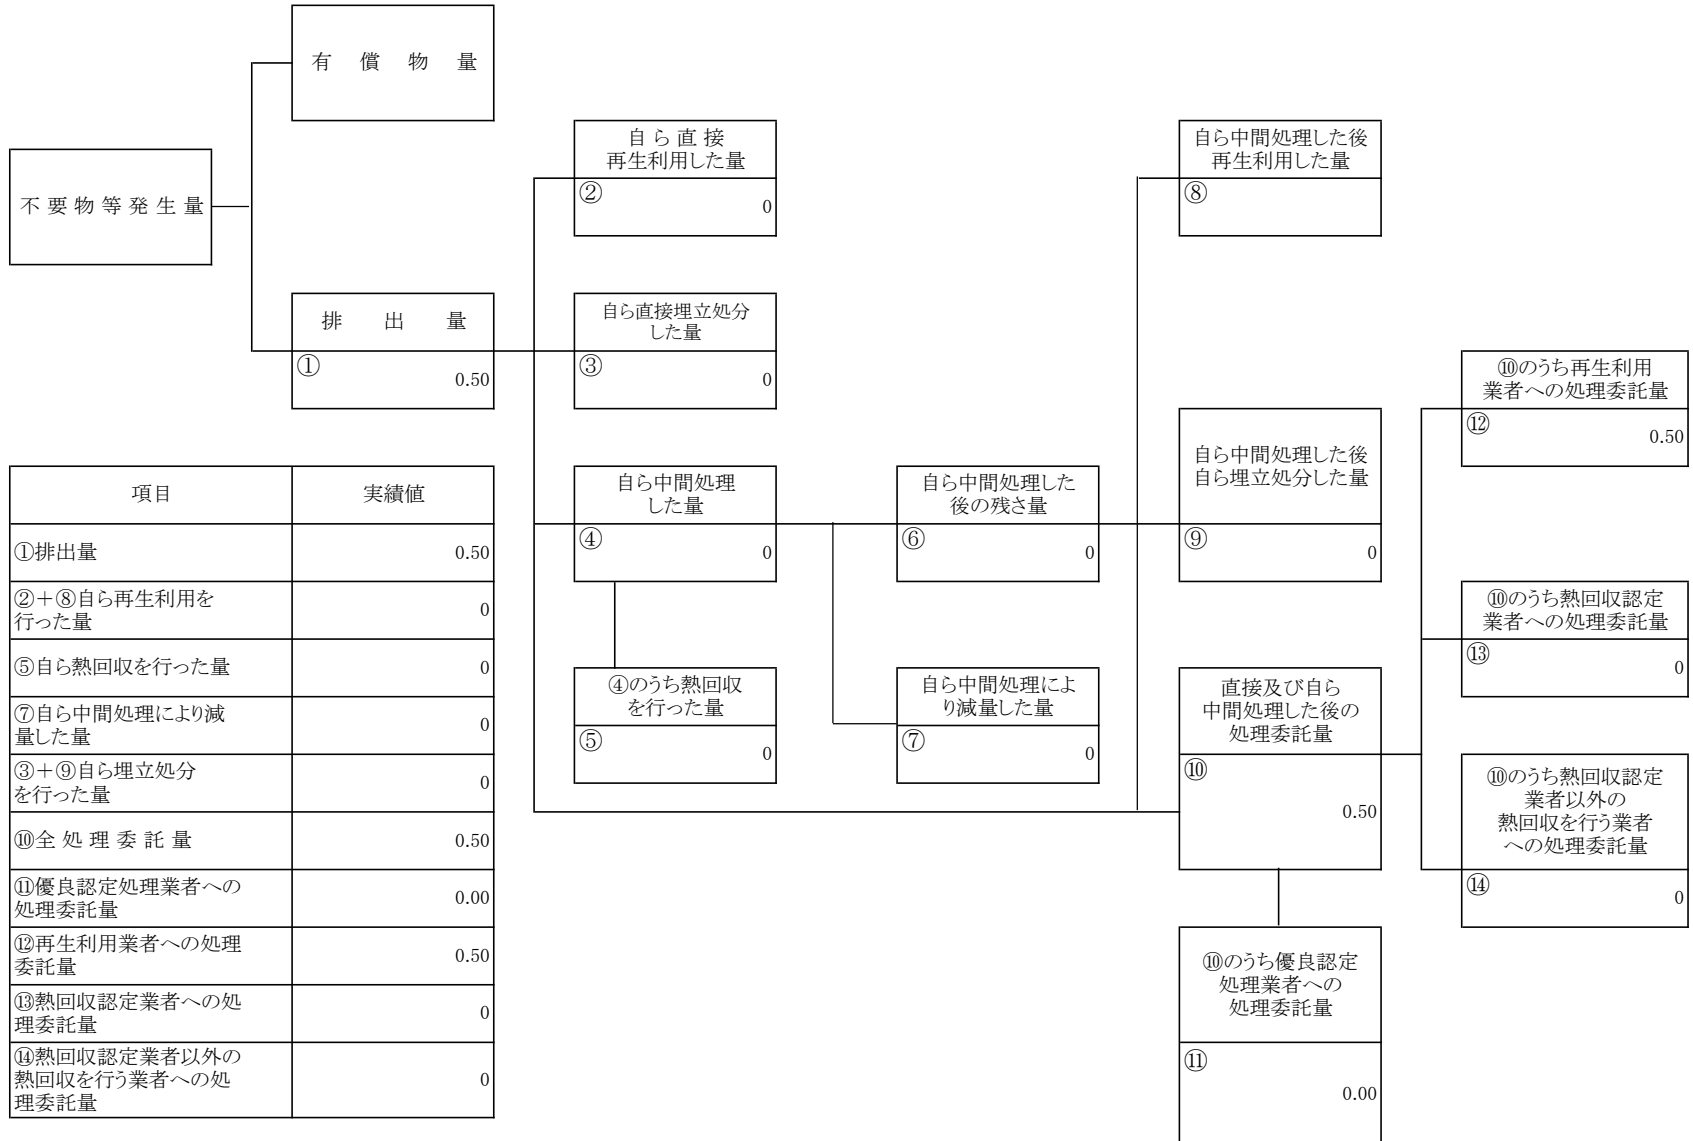 有 償 物 量
不要物等発生量
排 出 量
① 0.50
自ら直接
再生利用した量
② 0
自ら直接埋立処分
した量
③ 0
自ら中間処理
した量
④ 0
④のうち熱回収
を行った量
⑤ 0
自ら中間処理した
後の残さ量
⑥ 0
自ら中間処理によ
り減量した量
⑦ 0
自ら中間処理した後
再生利用した量
⑧
自ら中間処理した後
自ら埋立処分した量
⑨ 0
直接及び自ら
中間処理した後の
処理委託量
⑩
0.50
⑩のうち優良認定
処理業者への
処理委託量
⑪
0.00
⑩のうち再生利用
業者への処理委託量
⑫ 0.50
⑩のうち熱回収認定
業者への処理委託量
⑬ 0
⑩のうち熱回収認定
業者以外の
熱回収を行う業者
への処理委託量
⑭ 0
項目 実績値
①排出量 0.50
②＋⑧自ら再生利用を
行った量 0
⑤自ら熱回収を行った量 0
⑦自ら中間処理により減
量した量 0
③＋⑨自ら埋立処分
を行った量 0
⑩全 処 理 委 託 量 0.50
⑪優良認定処理業者への
処理委託量 0.00
⑫再生利用業者への処理
委託量 0.50
⑬熱回収認定業者への処
理委託量 0
⑭熱回収認定業者以外の
熱回収を行う業者への処
理委託量 0